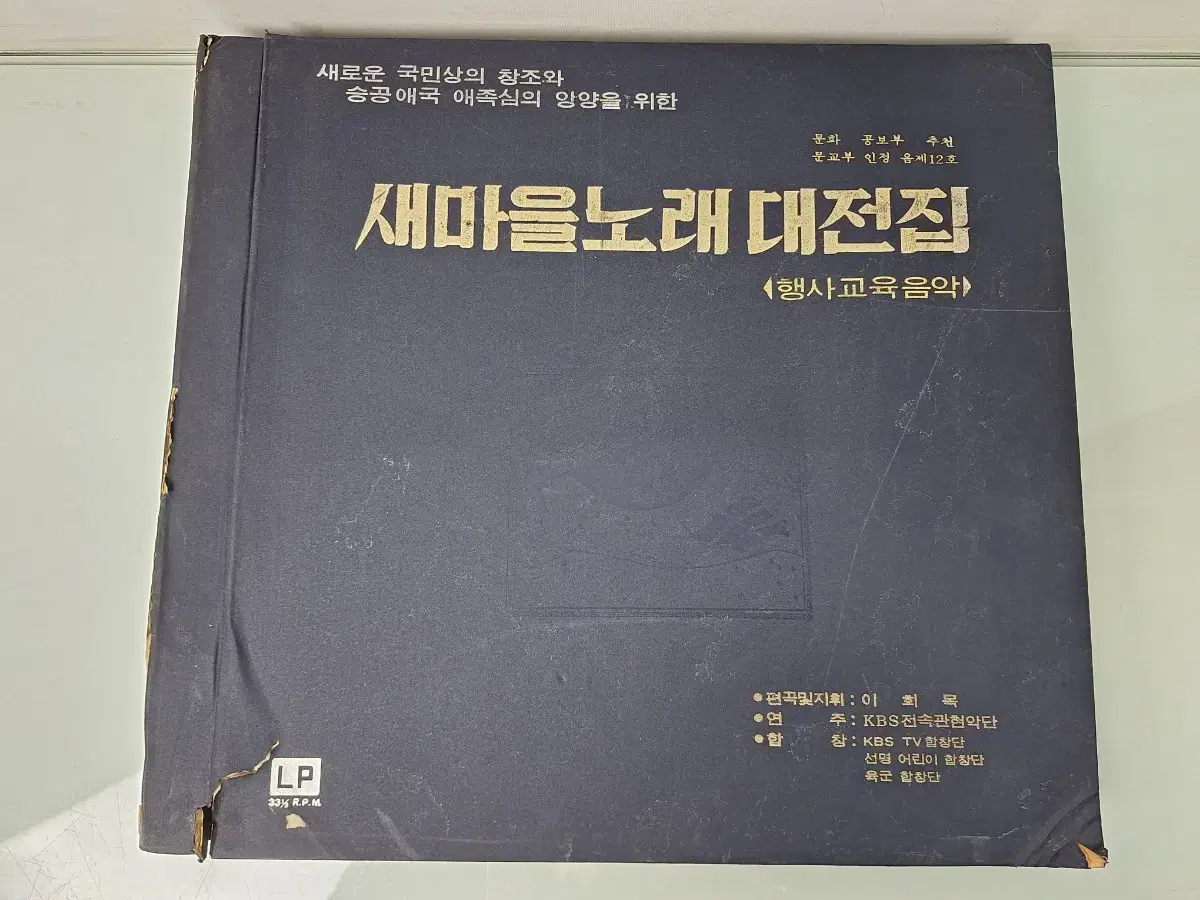 새로운 국민상의 창조와
승공애국 애족심의 앙양을 위한
문화 공보부 추천
문교부 인정 음제12호
새마을노래 대전집
◀행사교육음악▶
●편곡및지휘 : 이 희 목
●연 주 : KBS전속관현악단
●합 창 : KBS TV합창단
선명 어린이 합창단
육군 합창단
LP
33⅓ R.P.M.